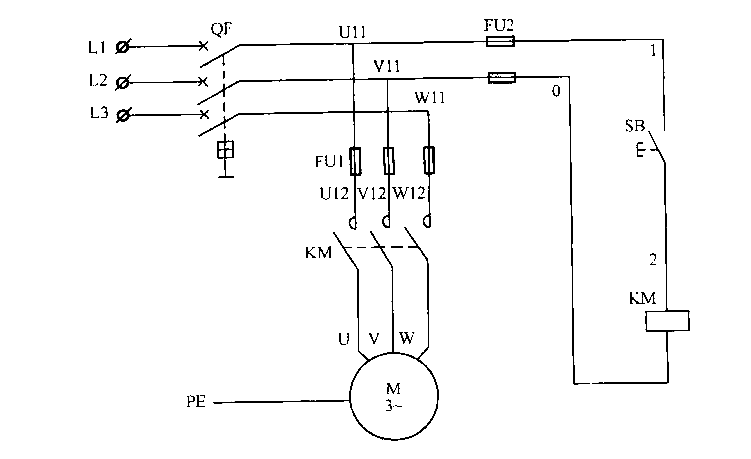 QF
U11
FU2
L1
1
L2
V11
0
L3
W11
SB
FU1
U12 V12 W12
KM
2
KM
U V W
M
3~
PE